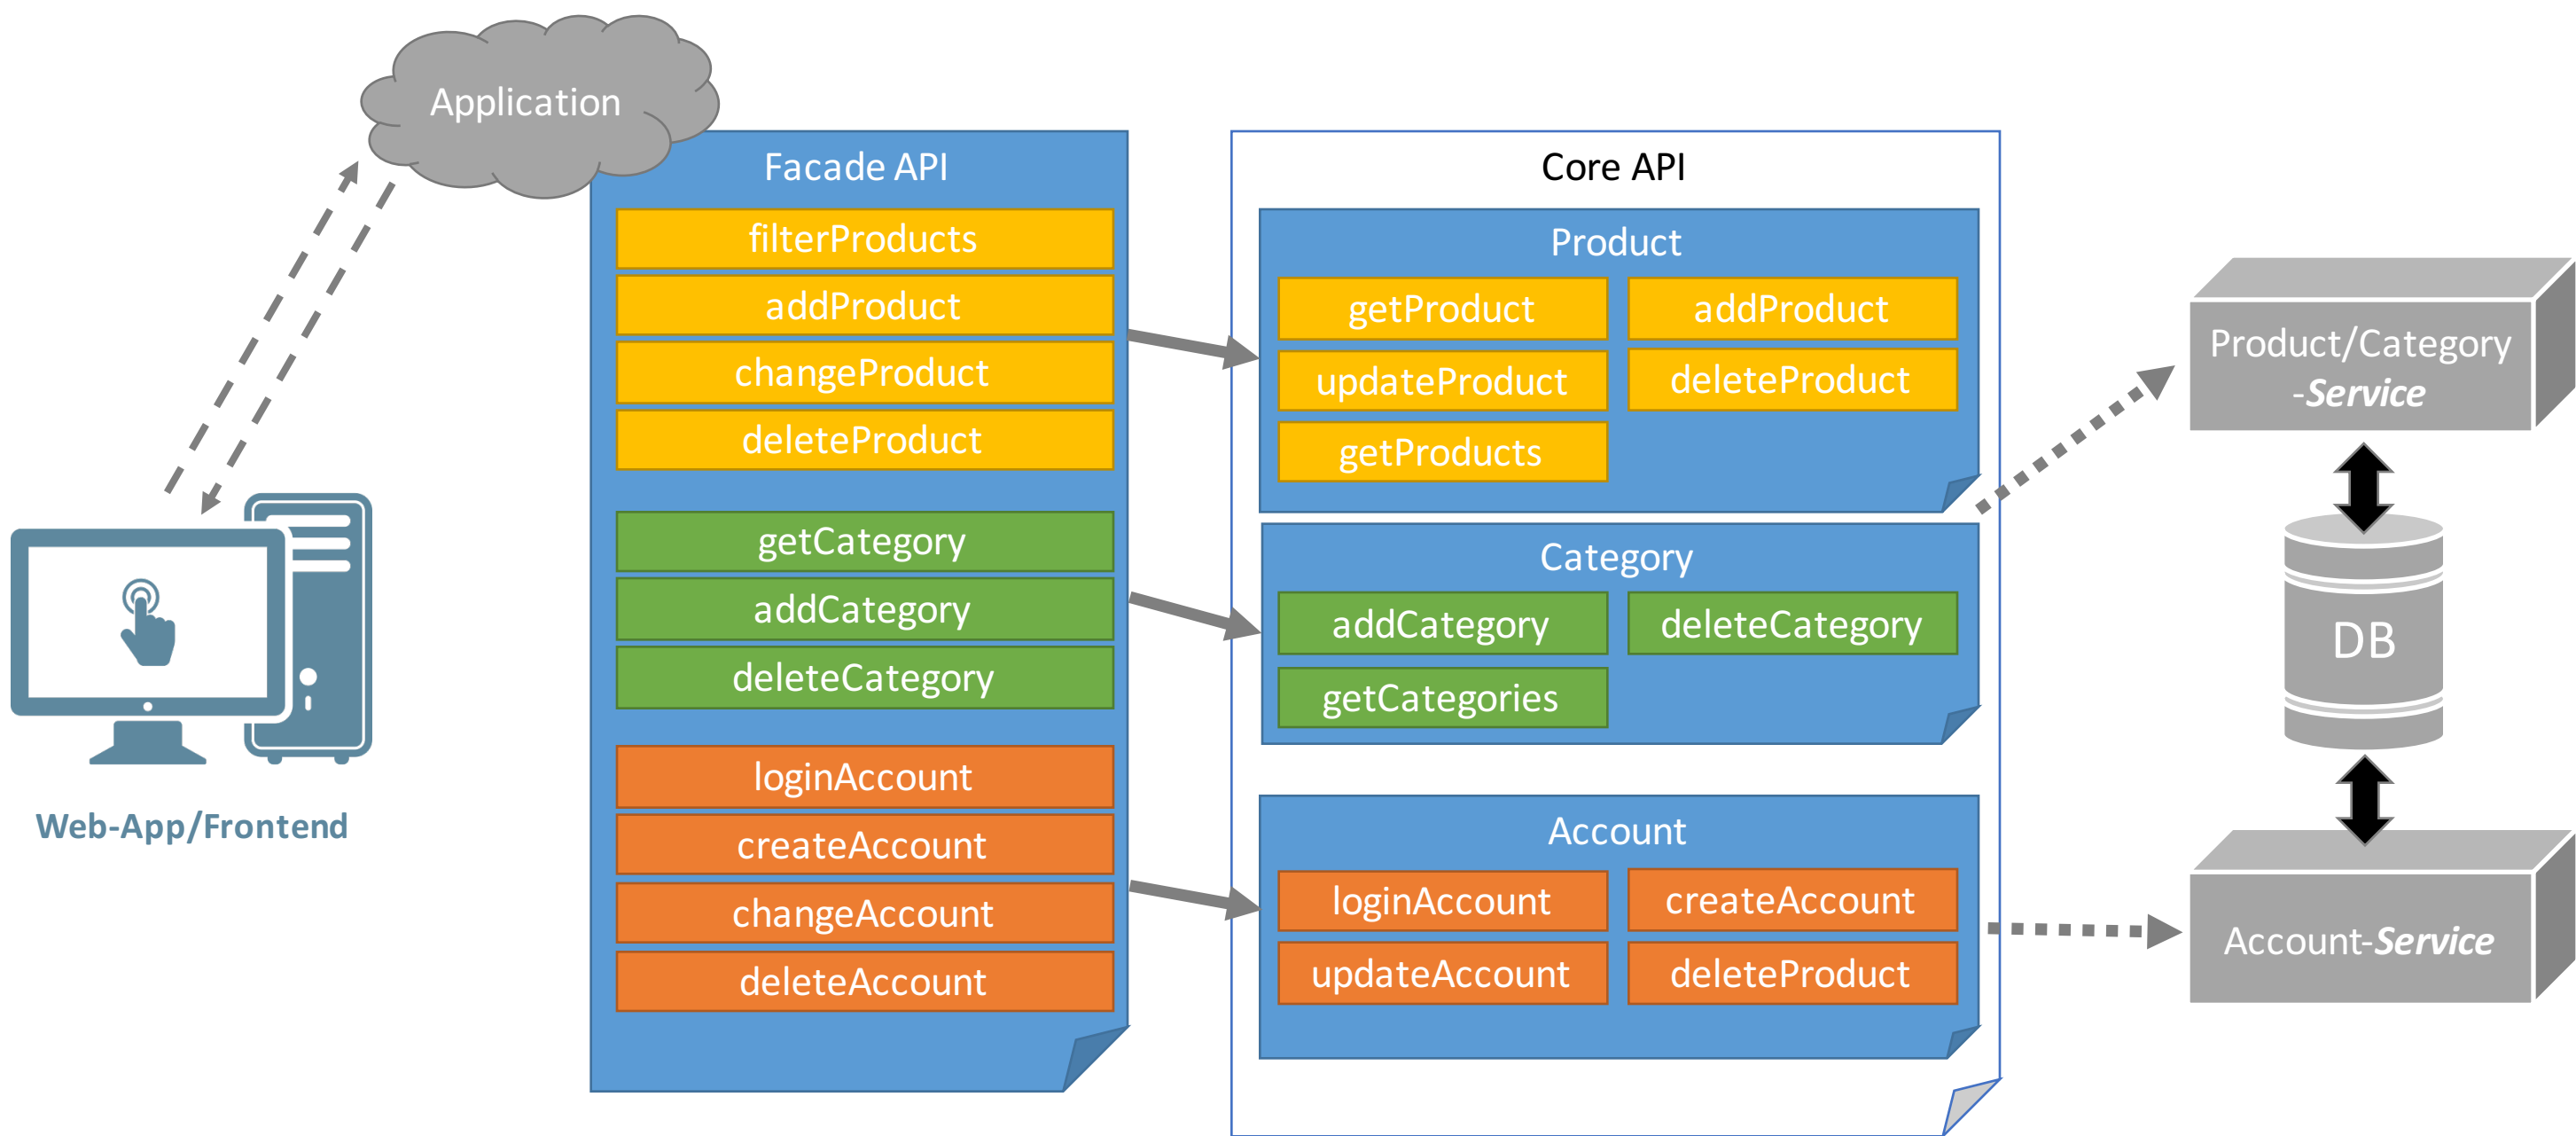 Application
Facade API
filterProducts
addProduct
changeProduct
deleteProduct
getCategory
addCategory
deleteCategory
loginAccount
createAccount
changeAccount
deleteAccount
Web-App/Frontend
Core API
Product
getProduct
addProduct
updateProduct
deleteProduct
getProducts
Category
addCategory
deleteCategory
getCategories
Account
loginAccount
createAccount
updateAccount
deleteProduct
Product/Category
-Service
DB
Account-Service